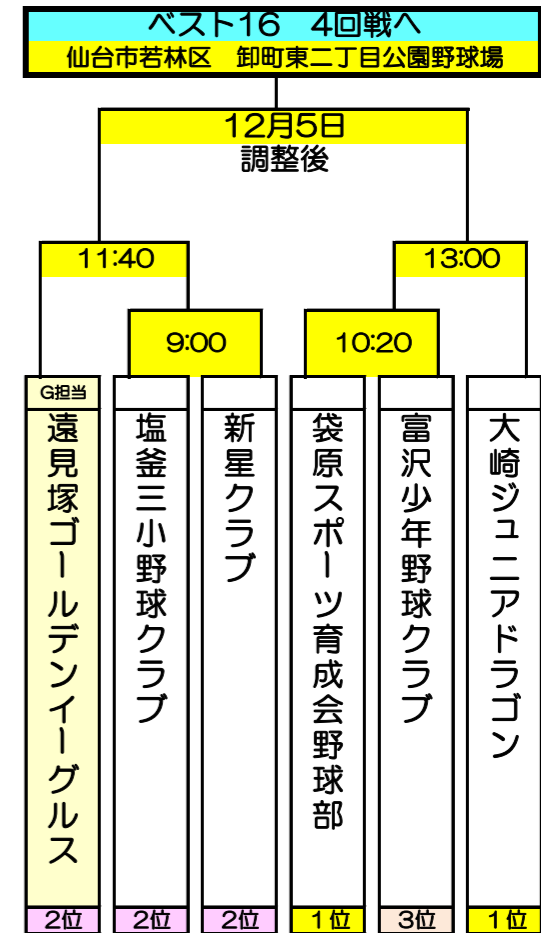 ベスト16　4回戦へ
仙台市若林区　卸町東二丁目公園野球場
12月5日
調整後
11:40
13:00
9:00
10:20
G担当
遠見塚ゴールデンイーグルス
塩釜三小野球クラブ
新星クラブ
袋原スポーツ育成会野球部
富沢少年野球クラブ
大崎ジュニアドラゴン
2位
2位
2位
1位
3位
1位